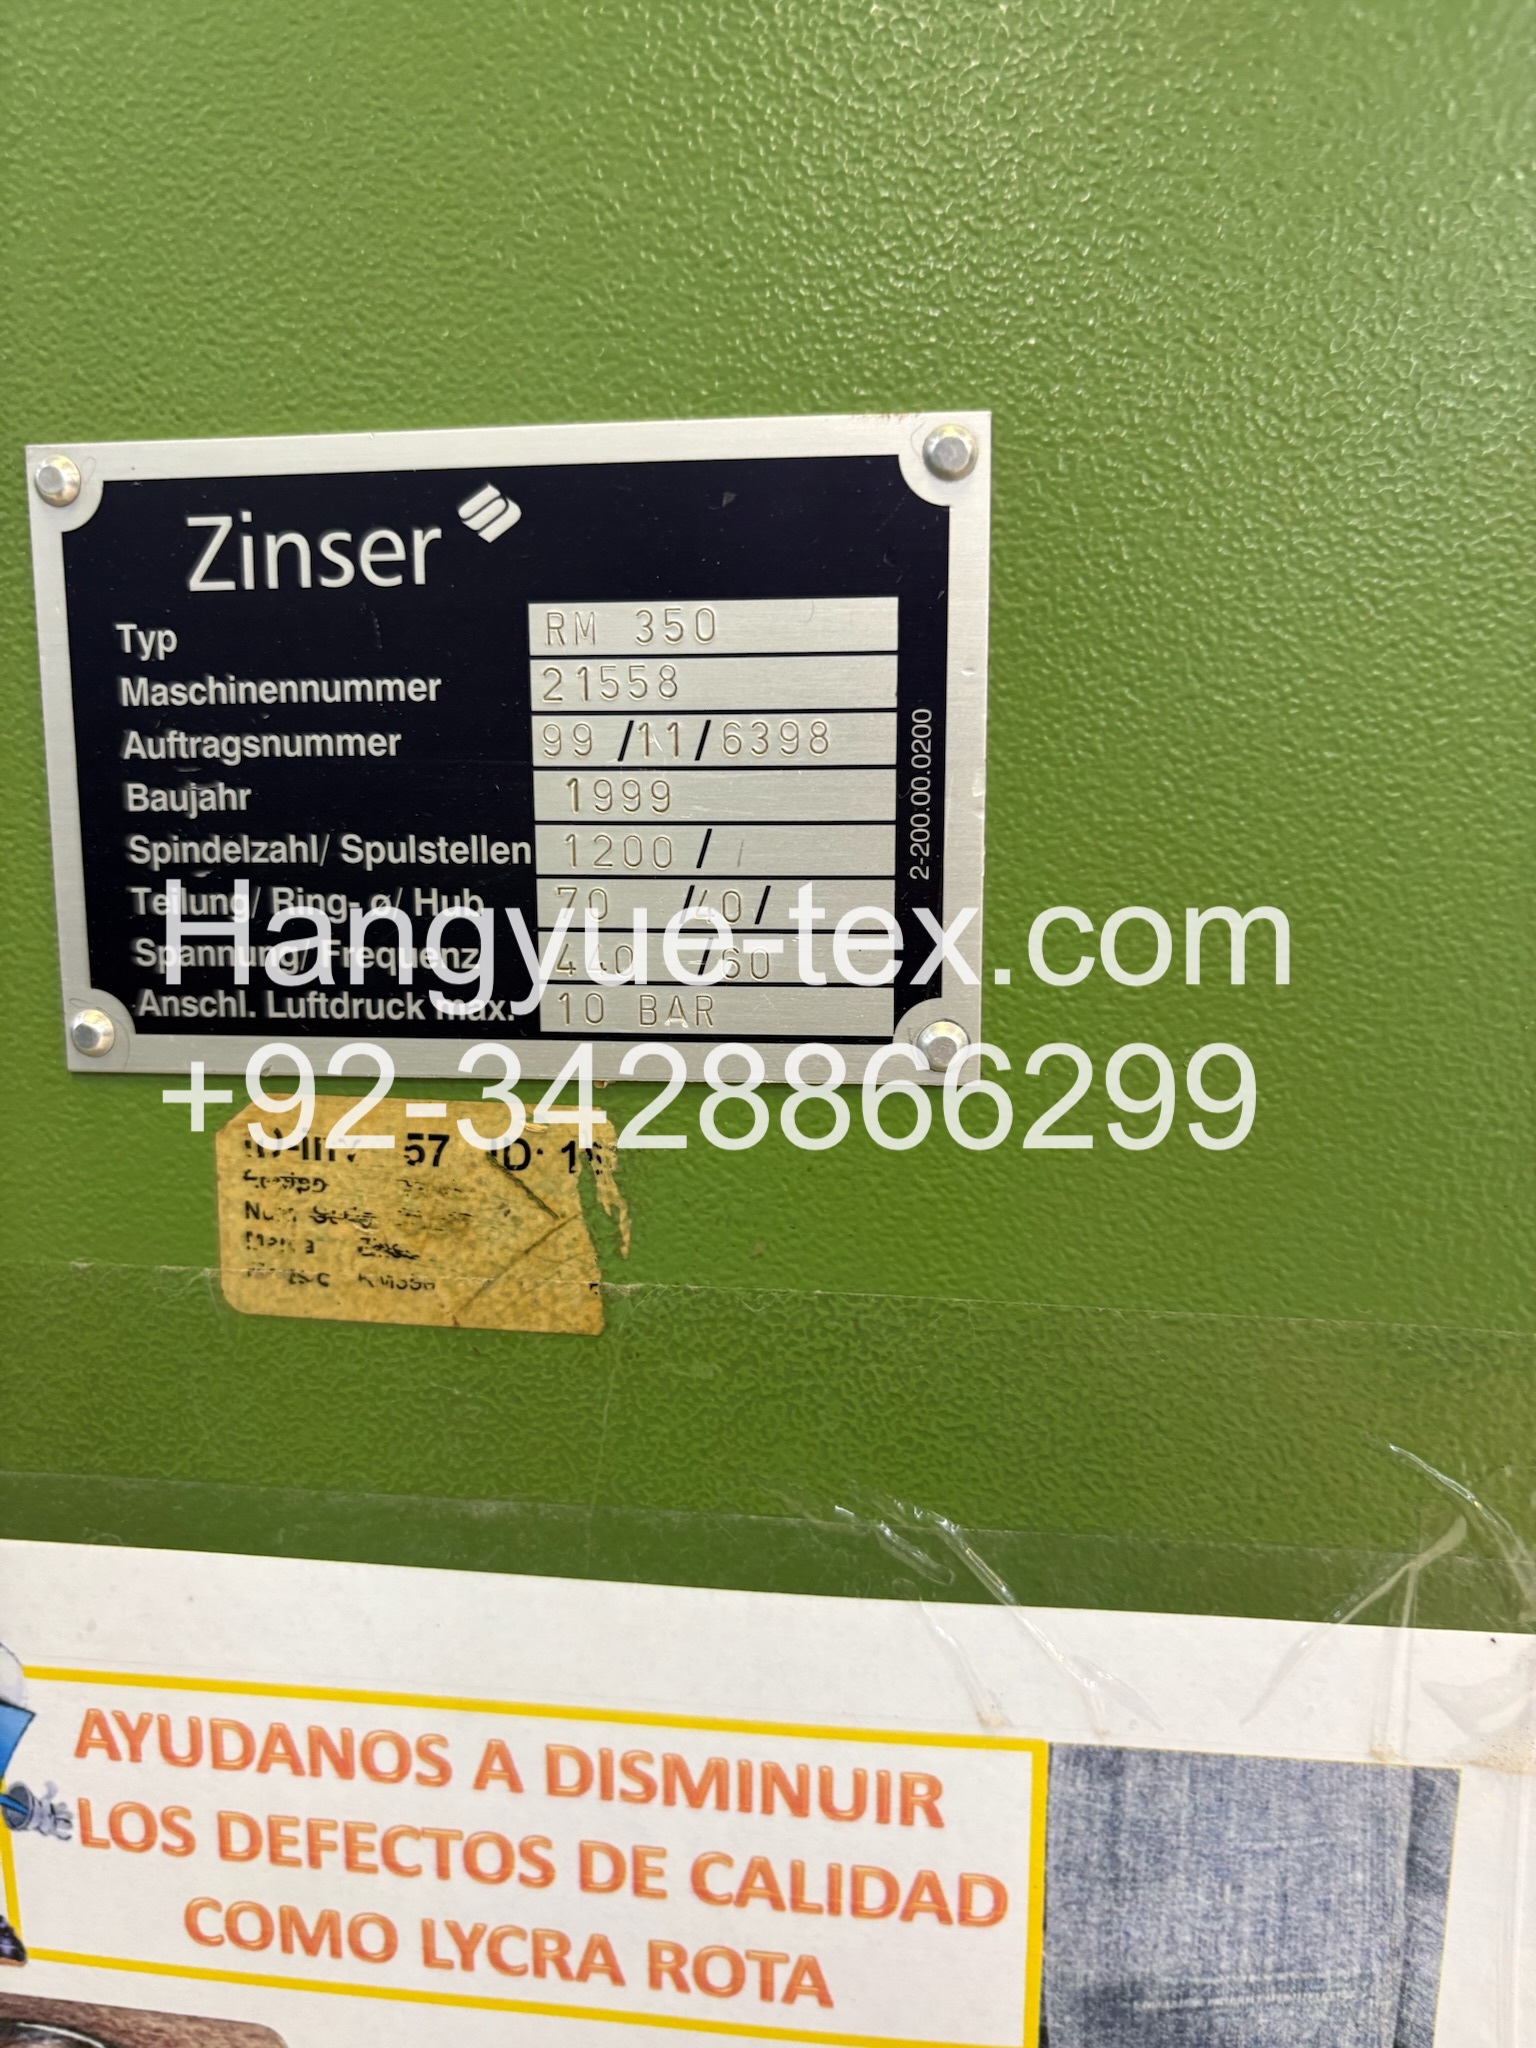 Zinser
Typ RM 350
Maschinennummer 21558
Auftragsnummer 99 /11/6398
Baujahr 1999
Spindelzahl/ Spulstellen 1200 /
Teilung/ Ring-ø/ Hub 70 /40/
Spannung/ Frequenz 440 /60
Anschl. Luftdruck max. 10 BAR
2-200.00.0200
Hangyue-tex.com
+92-3428866299
57 ID: 16
AYUDANOS A DISMINUIR
LOS DEFECTOS DE CALIDAD
COMO LYCRA ROTA